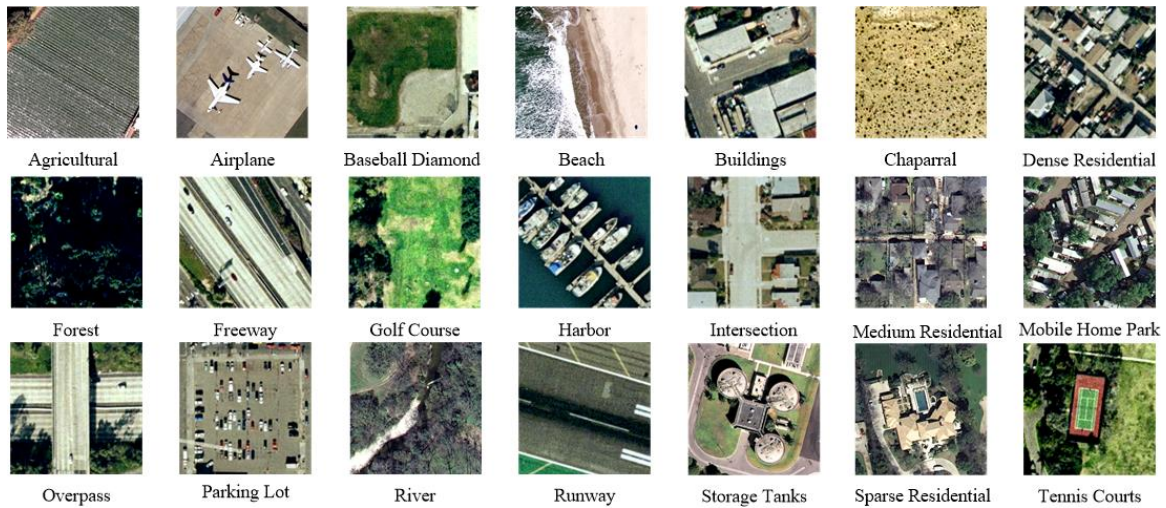 Agricultural
Airplane
Baseball Diamond
Beach
Buildings
Chaparral
Dense Residential
Forest
Freeway
Golf Course
Harbor
Intersection
Medium Residential
Mobile Home Park
Overpass
Parking Lot
River
Runway
Storage Tanks
Sparse Residential
Tennis Courts